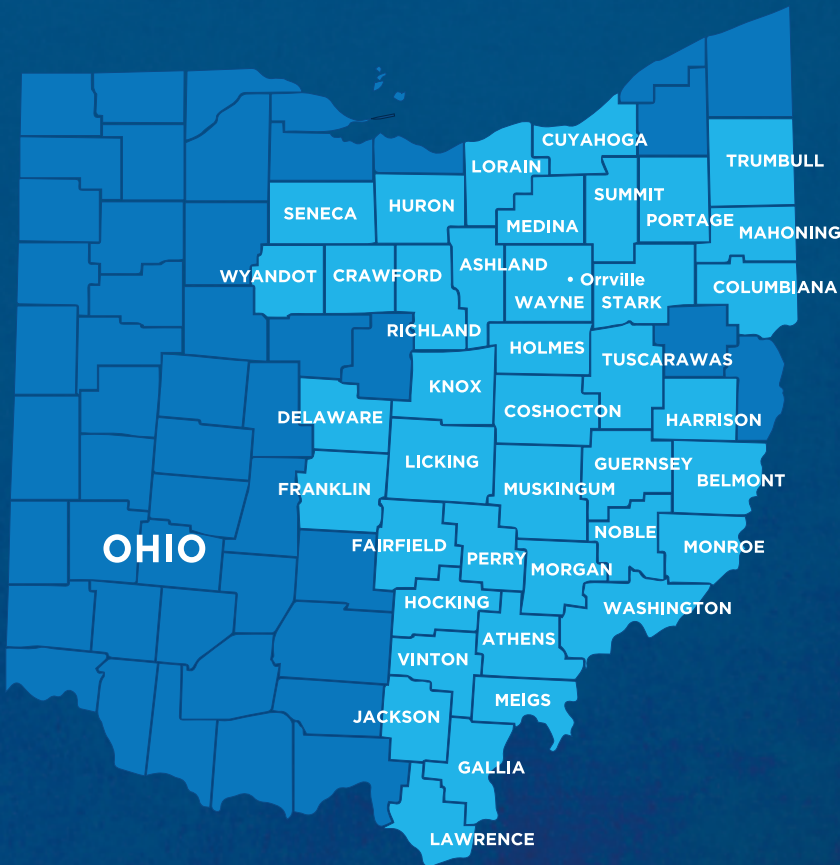 CUYAHOGA
LORAIN
TRUMBULL
SUMMIT
HURON
SENECA
PORTAGE
MEDINA
MAHONING
ASHLAND
WYANDOT
CRAWFORD
• Orrville
COLUMBIANA
WAYNE
STARK
RICHLAND
HOLMES
TUSCARAWAS
KNOX
COSHOCTON
DELAWARE
HARRISON
LICKING
GUERNSEY
BELMONT
FRANKLIN
MUSKINGUM
NOBLE
OHIO
FAIRFIELD
MONROE
PERRY
MORGAN
HOCKING
WASHINGTON
ATHENS
VINTON
MEIGS
JACKSON
GALLIA
LAWRENCE